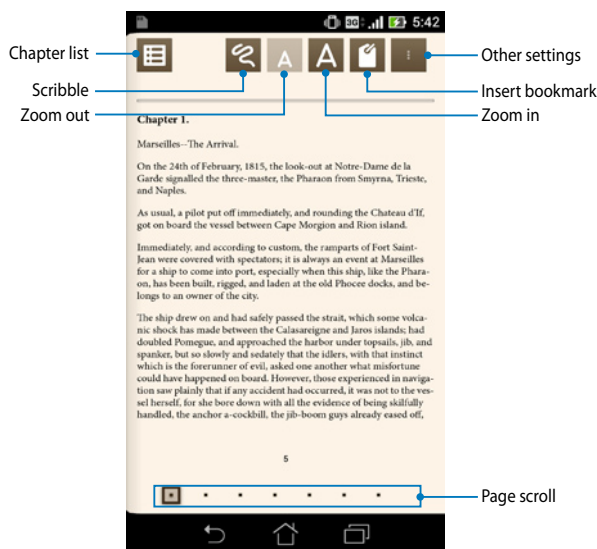 3G 5:42
Chapter list
Other settings
Scribble
Insert bookmark
Zoom out
Zoom in
A A
Chapter 1.
Marseilles--The Arrival.
On the 24th of February, 1815, the look-out at Notre-Dame de la
Garde signalled the three-master, the Pharaon from Smyrna, Trieste,
and Naples.
As usual, a pilot put off immediately, and rounding the Chateau d'If,
got on board the vessel between Cape Morgion and Rion island.
Immediately, and according to custom, the ramparts of Fort Saint-
Jean were covered with spectators; it is always an event at Marseilles
for a ship to come into port, especially when this ship, like the Phara-
on, has been built, rigged, and laden at the old Phocee docks, and be-
longs to an owner of the city.
The ship drew on and had safely passed the strait, which some volca-
nic shock has made between the Calasareigne and Jaros islands; had
doubled Pomegue, and approached the harbor under topsails, jib, and
spanker, but so slowly and sedately that the idlers, with that instinct
which is the forerunner of evil, asked one another what misfortune
could have happened on board. However, those experienced in naviga-
tion saw plainly that if any accident had occurred, it was not to the ves-
sel herself, for she bore down with all the evidence of being skilfully
handled, the anchor a-cockbill, the jib-boom guys already eased off,
5
Page scroll